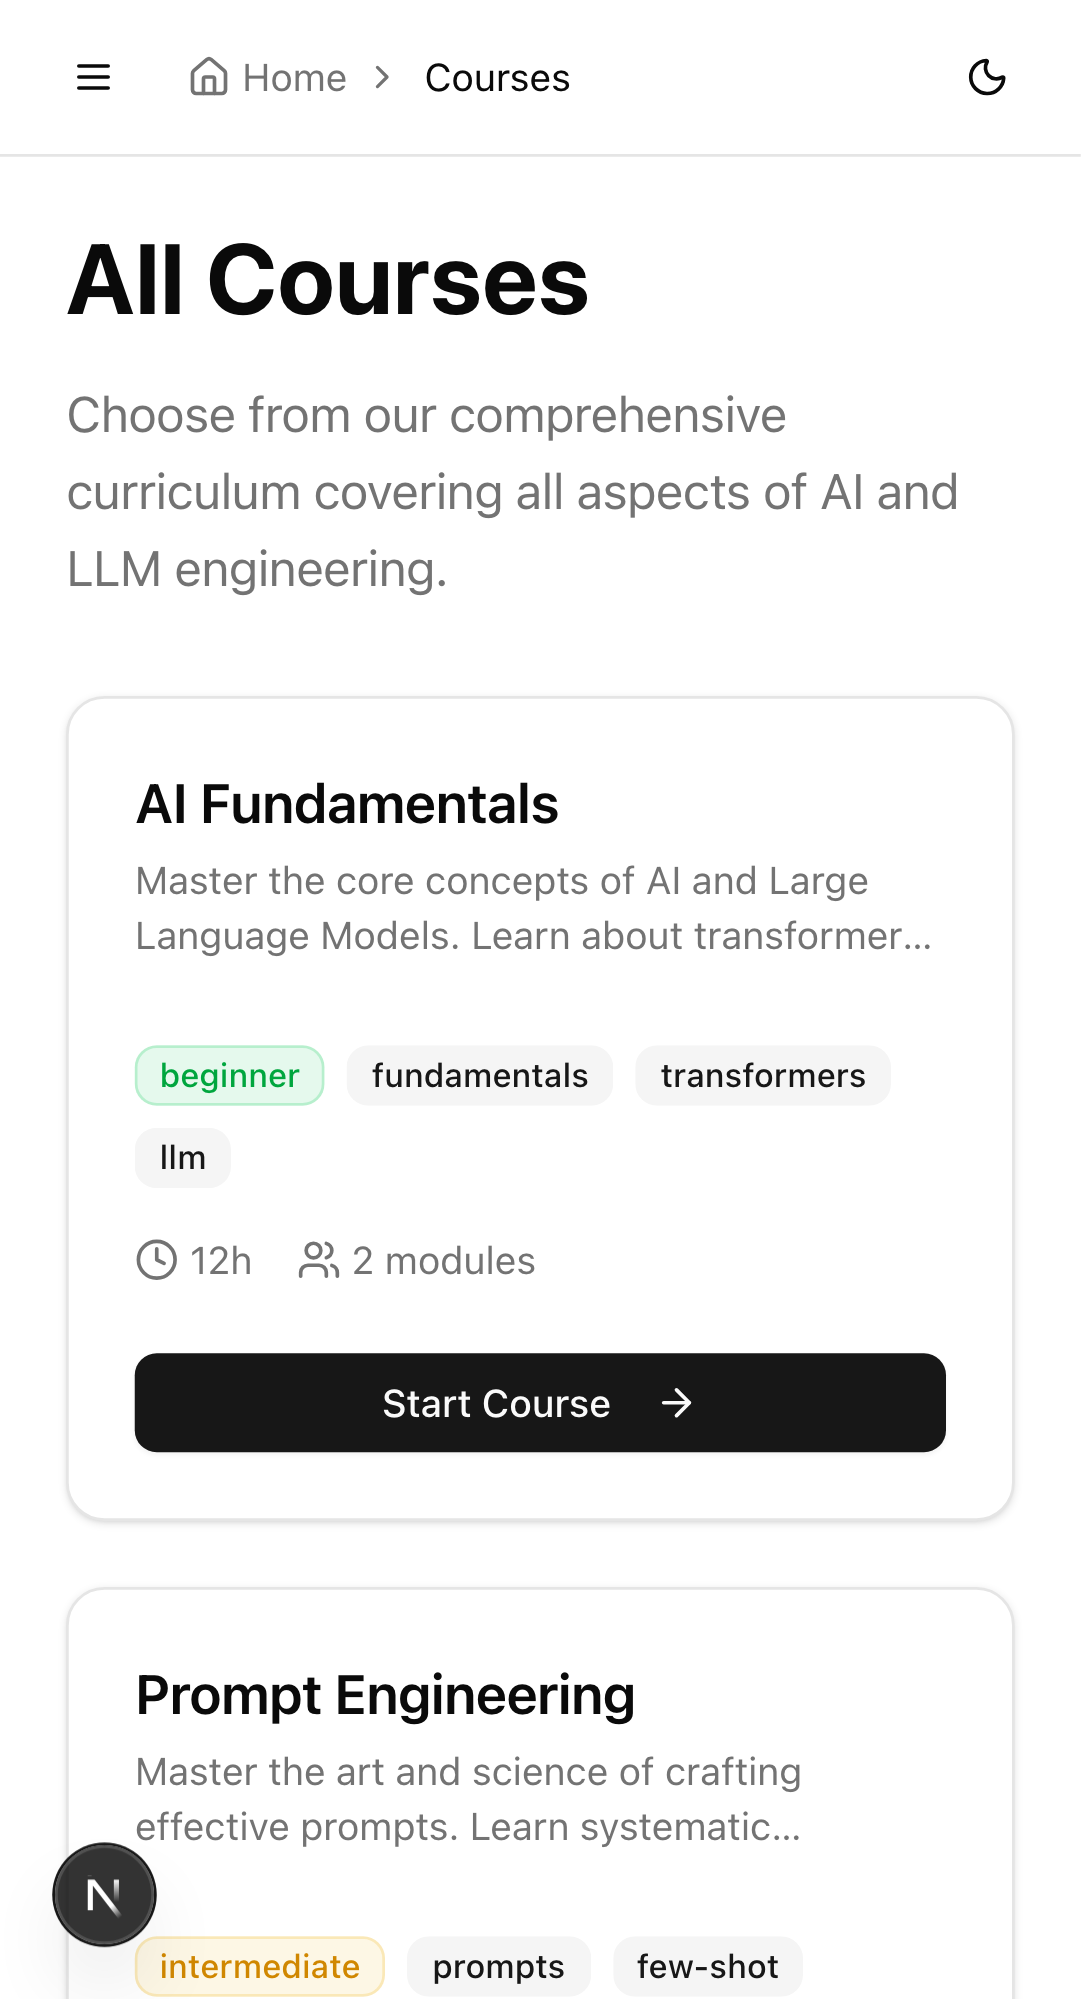 Home > Courses
All Courses
Choose from our comprehensive
curriculum covering all aspects of AI and
LLM engineering.
AI Fundamentals
Master the core concepts of AI and Large
Language Models. Learn about transformer...
beginner fundamentals transformers
llm
12h 2 modules
Start Course →
Prompt Engineering
Master the art and science of crafting
effective prompts. Learn systematic...
N
intermediate prompts few-shot